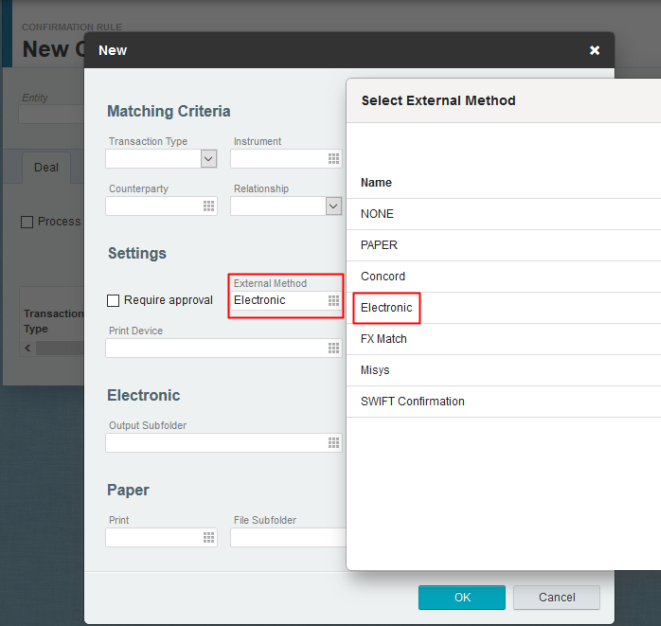 CONFIRMATION RULE
New C
Entity
Deal
Process
Transaction
Type
New
Matching Criteria
Transaction Type
Instrument
Counterparty
Relationship
Settings
Require approval
External Method
Electronic
Print Device
Electronic
Output Subfolder
Paper
Print
File Subfolder
OK
Cancel
Select External Method
Name
NONE
PAPER
Concord
Electronic
FX Match
Misys
SWIFT Confirmation